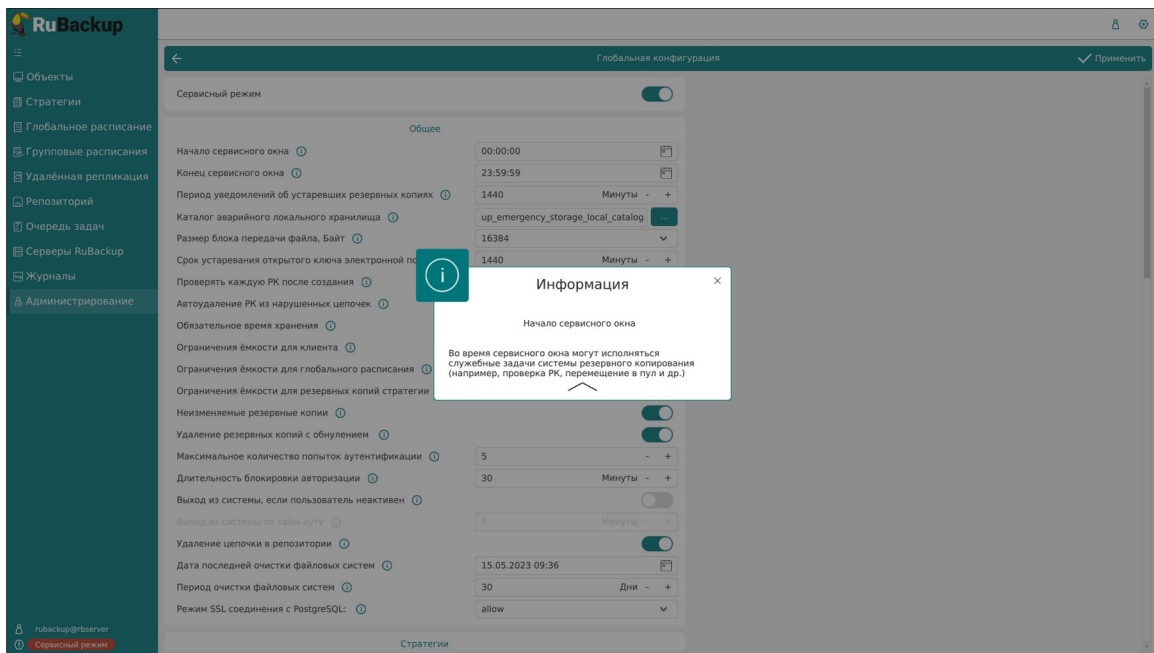 RuBackup
Объекты
Стратегии
Глобальное расписание
Групповые расписания
Удалённая репликация
Репозиторий
Очередь задач
Серверы RuBackup
Журналы
Администрирование
rubackup@rbserver
Сервисный режим
Глобальная конфигурация
Применить
Сервисный режим
Общее
Начало сервисного окна 00:00:00
Конец сервисного окна 23:59:59
Период уведомлений об устаревших резервных копиях 1440 Минуты - +
Каталог аварийного локального хранилища up_emergency_storage_local_catalog ...
Размер блока передачи файла, Байт 16384
Срок устаревания открытого ключа электронной 1440 Минуты - +
Проверять каждую РК после создания
Автоудаление РК из нарушенных цепочек
Обязательное время хранения
Ограничения ёмкости для клиента
Ограничения ёмкости для глобального расписания
Ограничения ёмкости для резервных копий стратегии
Информация
Начало сервисного окна
Во время сервисного окна могут исполняться
служебные задачи системы резервного копирования
(например, проверка РК, перемещение в пул и др.)
Неизменяемые резервные копии
Удаление резервных копий с обнулением
Максимальное количество попыток аутентификации 5 - +
Длительность блокировки авторизации 30 Минуты - +
Выход из системы, если пользователь неактивен
Выход из системы по тайм-ауту 5 Минуты - +
Удаление цепочки в репозитории
Дата последней очистки файловых систем 15.05.2023 09:36
Период очистки файловых систем 30 Дни - +
Режим SSL соединения с PostgreSQL: allow
Стратегии